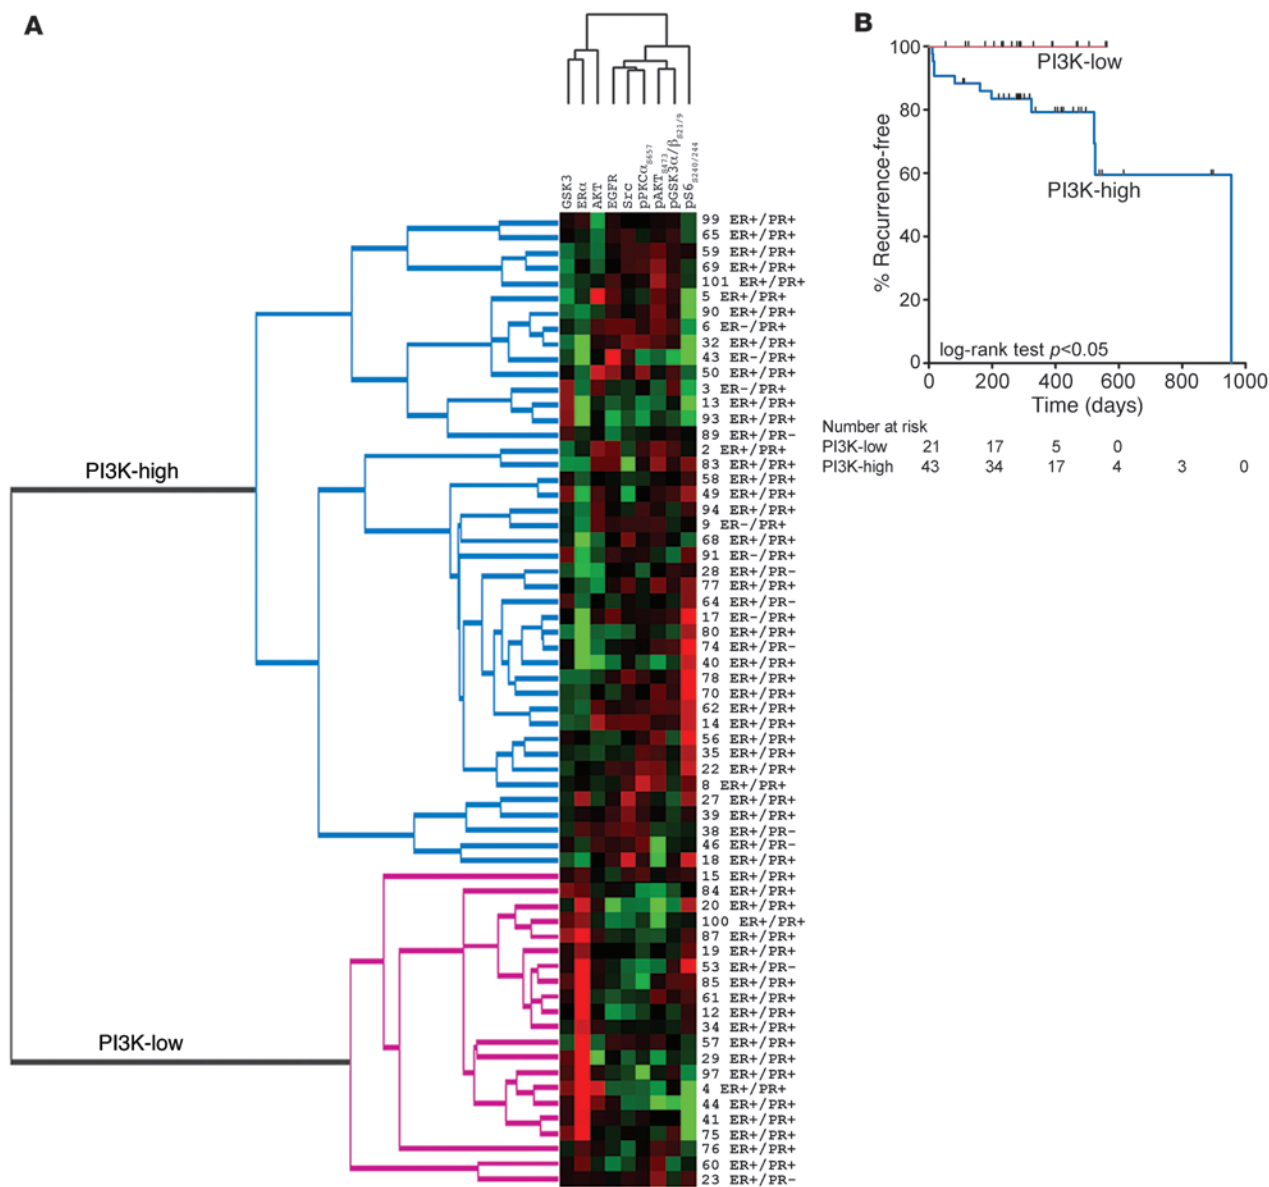 A
GSK3
ERα
AKT
EGFR
Src
pPKCα S657
pAKT S473
pGSK3α/β S21/9
pS6 S240/244
PI3K-high
PI3K-low
99 ER+/PR+
65 ER+/PR+
59 ER+/PR+
69 ER+/PR+
101 ER+/PR+
5 ER+/PR+
90 ER+/PR+
6 ER-/PR+
32 ER+/PR+
43 ER-/PR+
50 ER+/PR+
3 ER-/PR+
13 ER+/PR+
93 ER+/PR+
89 ER+/PR-
2 ER+/PR+
83 ER+/PR+
58 ER+/PR+
49 ER+/PR+
94 ER+/PR+
9 ER-/PR+
68 ER+/PR+
91 ER-/PR+
28 ER+/PR-
77 ER+/PR+
64 ER+/PR-
17 ER-/PR+
80 ER+/PR+
74 ER+/PR-
40 ER+/PR+
78 ER+/PR+
70 ER+/PR+
62 ER+/PR+
14 ER+/PR+
56 ER+/PR+
35 ER+/PR+
22 ER+/PR+
8 ER+/PR+
27 ER+/PR+
39 ER+/PR+
38 ER+/PR-
46 ER+/PR-
18 ER+/PR+
15 ER+/PR+
84 ER+/PR+
20 ER+/PR+
100 ER+/PR+
87 ER+/PR+
19 ER+/PR+
53 ER+/PR-
85 ER+/PR+
61 ER+/PR+
12 ER+/PR+
34 ER+/PR+
57 ER+/PR+
29 ER+/PR+
97 ER+/PR+
4 ER+/PR+
44 ER+/PR+
41 ER+/PR+
75 ER+/PR+
76 ER+/PR+
60 ER+/PR+
23 ER+/PR-
B
% Recurrence-free
100
80
60
40
20
0
PI3K-low
PI3K-high
log-rank test p<0.05
0 200 400 600 800 1000
Time (days)
Number at risk
PI3K-low 21 17 5 0
PI3K-high 43 34 17 4 3 0